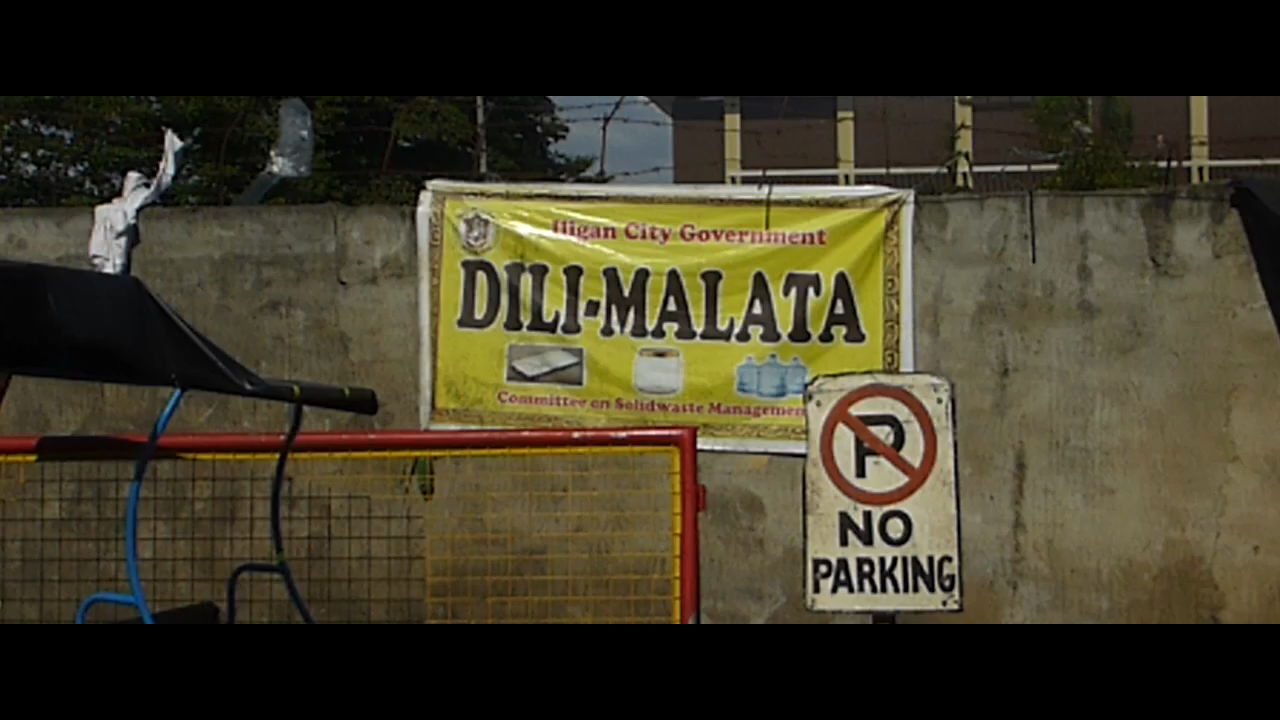 Iligan City Government
DILI-MALATA
Committee on Solidwaste Management
P
NO
PARKING